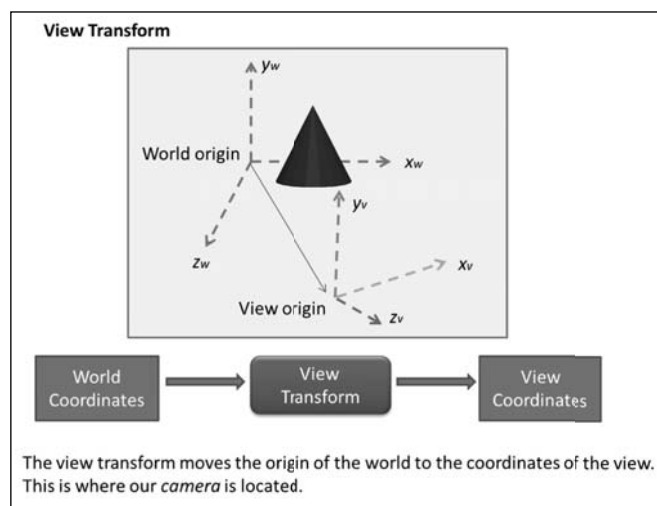 View Transform
yw
World origin
xw
yv
zw
xv
View origin
zv
World
Coordinates
View
Transform
View
Coordinates
The view transform moves the origin of the world to the coordinates of the view.
This is where our camera is located.